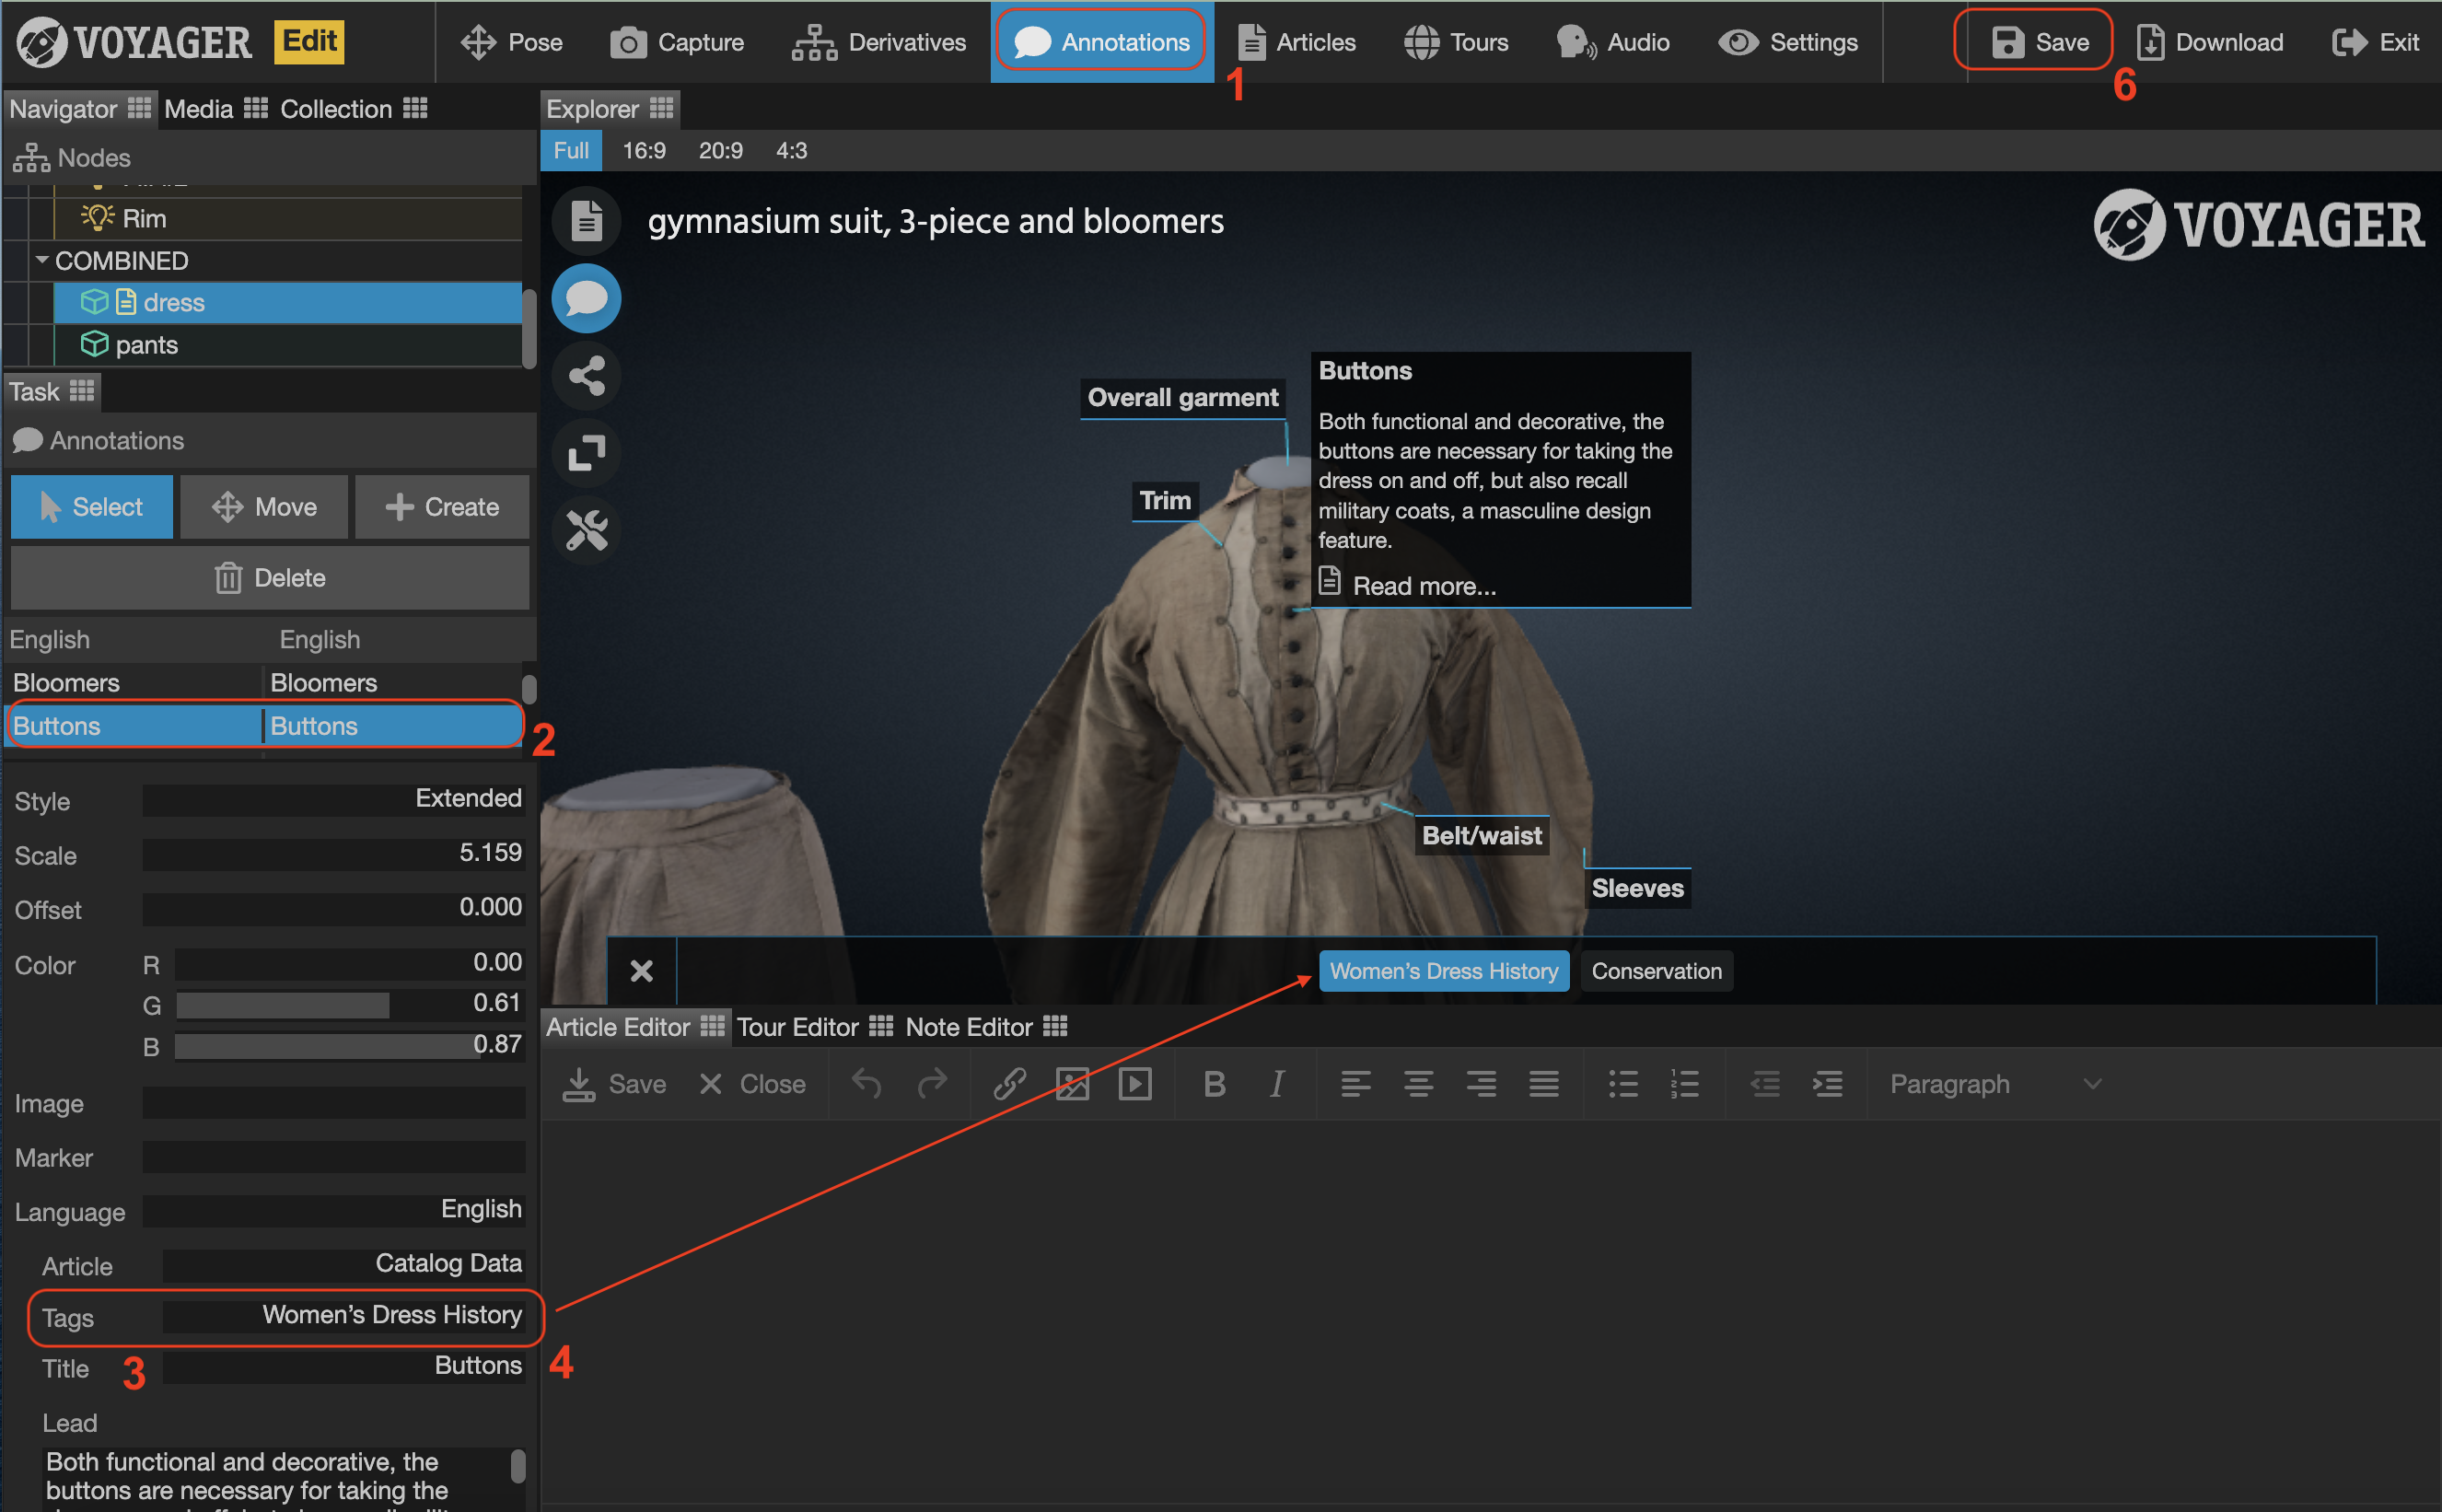 VOYAGER Edit
Pose Capture Derivatives Annotations Articles Tours Audio Settings Save Download Exit
1
6
Navigator Media Collection
Nodes
Rim
COMBINED
dress
pants
Task
Annotations
Select Move Create
Delete
English English
Bloomers Bloomers
Buttons Buttons
2
Style Extended
Scale 5.159
Offset 0.000
Color R 0.00
G 0.61
B 0.87
Image
Marker
Language English
Article Catalog Data
Tags Women’s Dress History
4
Title 3 Buttons
Lead
Both functional and decorative, the
buttons are necessary for taking the
Explorer
Full 16:9 20:9 4:3
gymnasium suit, 3-piece and bloomers
VOYAGER
Overall garment
Trim
Buttons
Both functional and decorative, the
buttons are necessary for taking the
dress on and off, but also recall
military coats, a masculine design
feature.
Read more...
Belt/waist
Sleeves
Women’s Dress History Conservation
Article Editor Tour Editor Note Editor
Save Close B I Paragraph